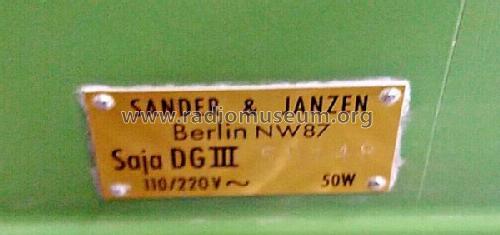 SANDER & JANZEN
www.radiomuseum.org
Berlin NW87
Saja DG III
110/220V ~ 50W